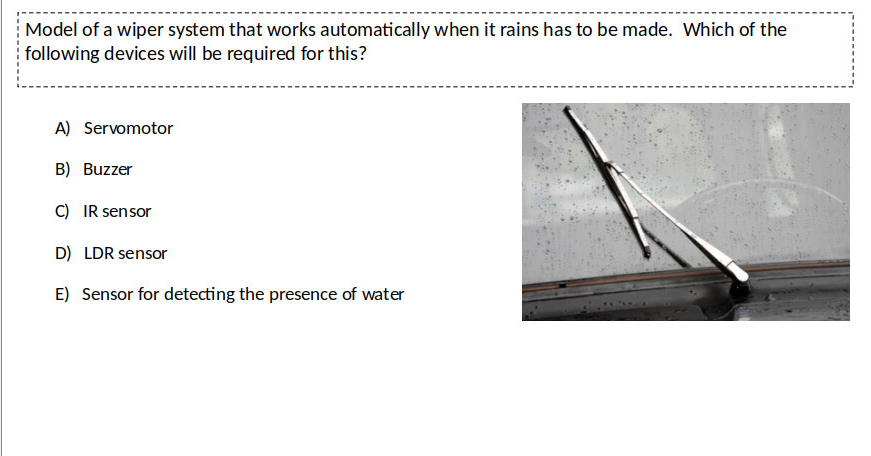 Model of a wiper system that works automatically when it rains has to be made.  Which of the
following devices will be required for this?
A) Servomotor
B) Buzzer
C) IR sensor
D) LDR sensor
E) Sensor for detecting the presence of water